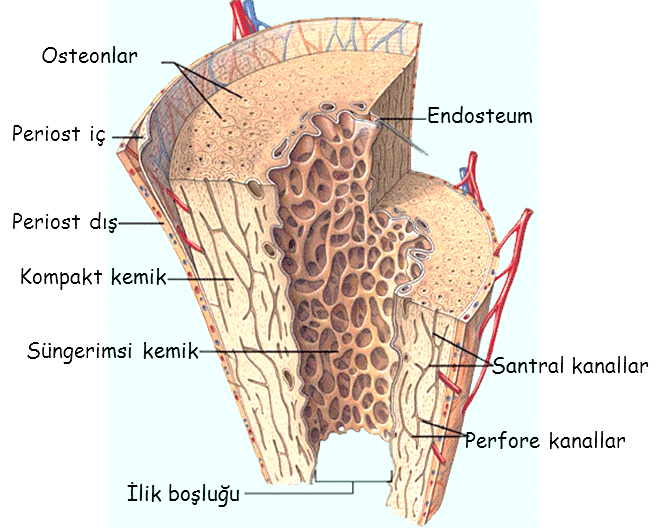 Osteonlar
Endosteum
Periost iç
Periost dış
Kompakt kemik
Süngerimsi kemik
Santral kanallar
Perfore kanallar
İlik boşluğu